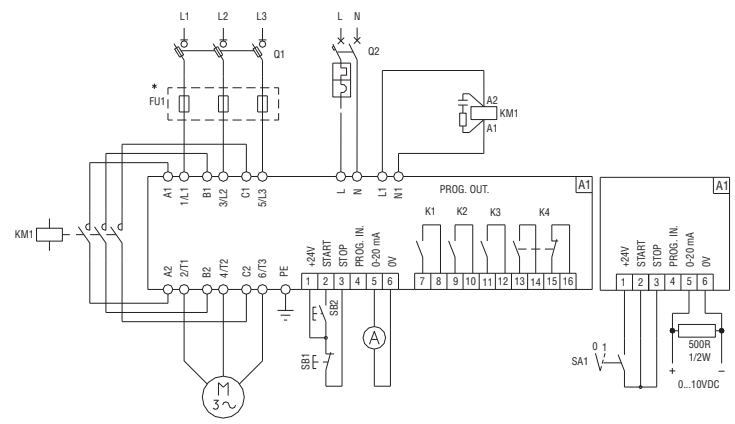 L1 L2 L3 L N
Q1 Q2
*
FU1
A2
KM1
A1
A1 1/L1 B1 3/L2 C1 5/L3 L N L1 N1
PROG. OUT.
A1
A1
KM1
K1 K2 K3 K4
A2 2/T1 B2 4/T2 C2 6/T3 PE
+24V START STOP PROG. IN. 0-20 mA 0V
+24V START STOP PROG. IN. 0-20 mA 0V
1 2 3 4 5 6 7 8 9 10 11 12 13 14 15 16
1 2 3 4 5 6
SB2
SB1
A
500R
1/2W
0 1
SA1
+ −
0...10VDC
M
3~